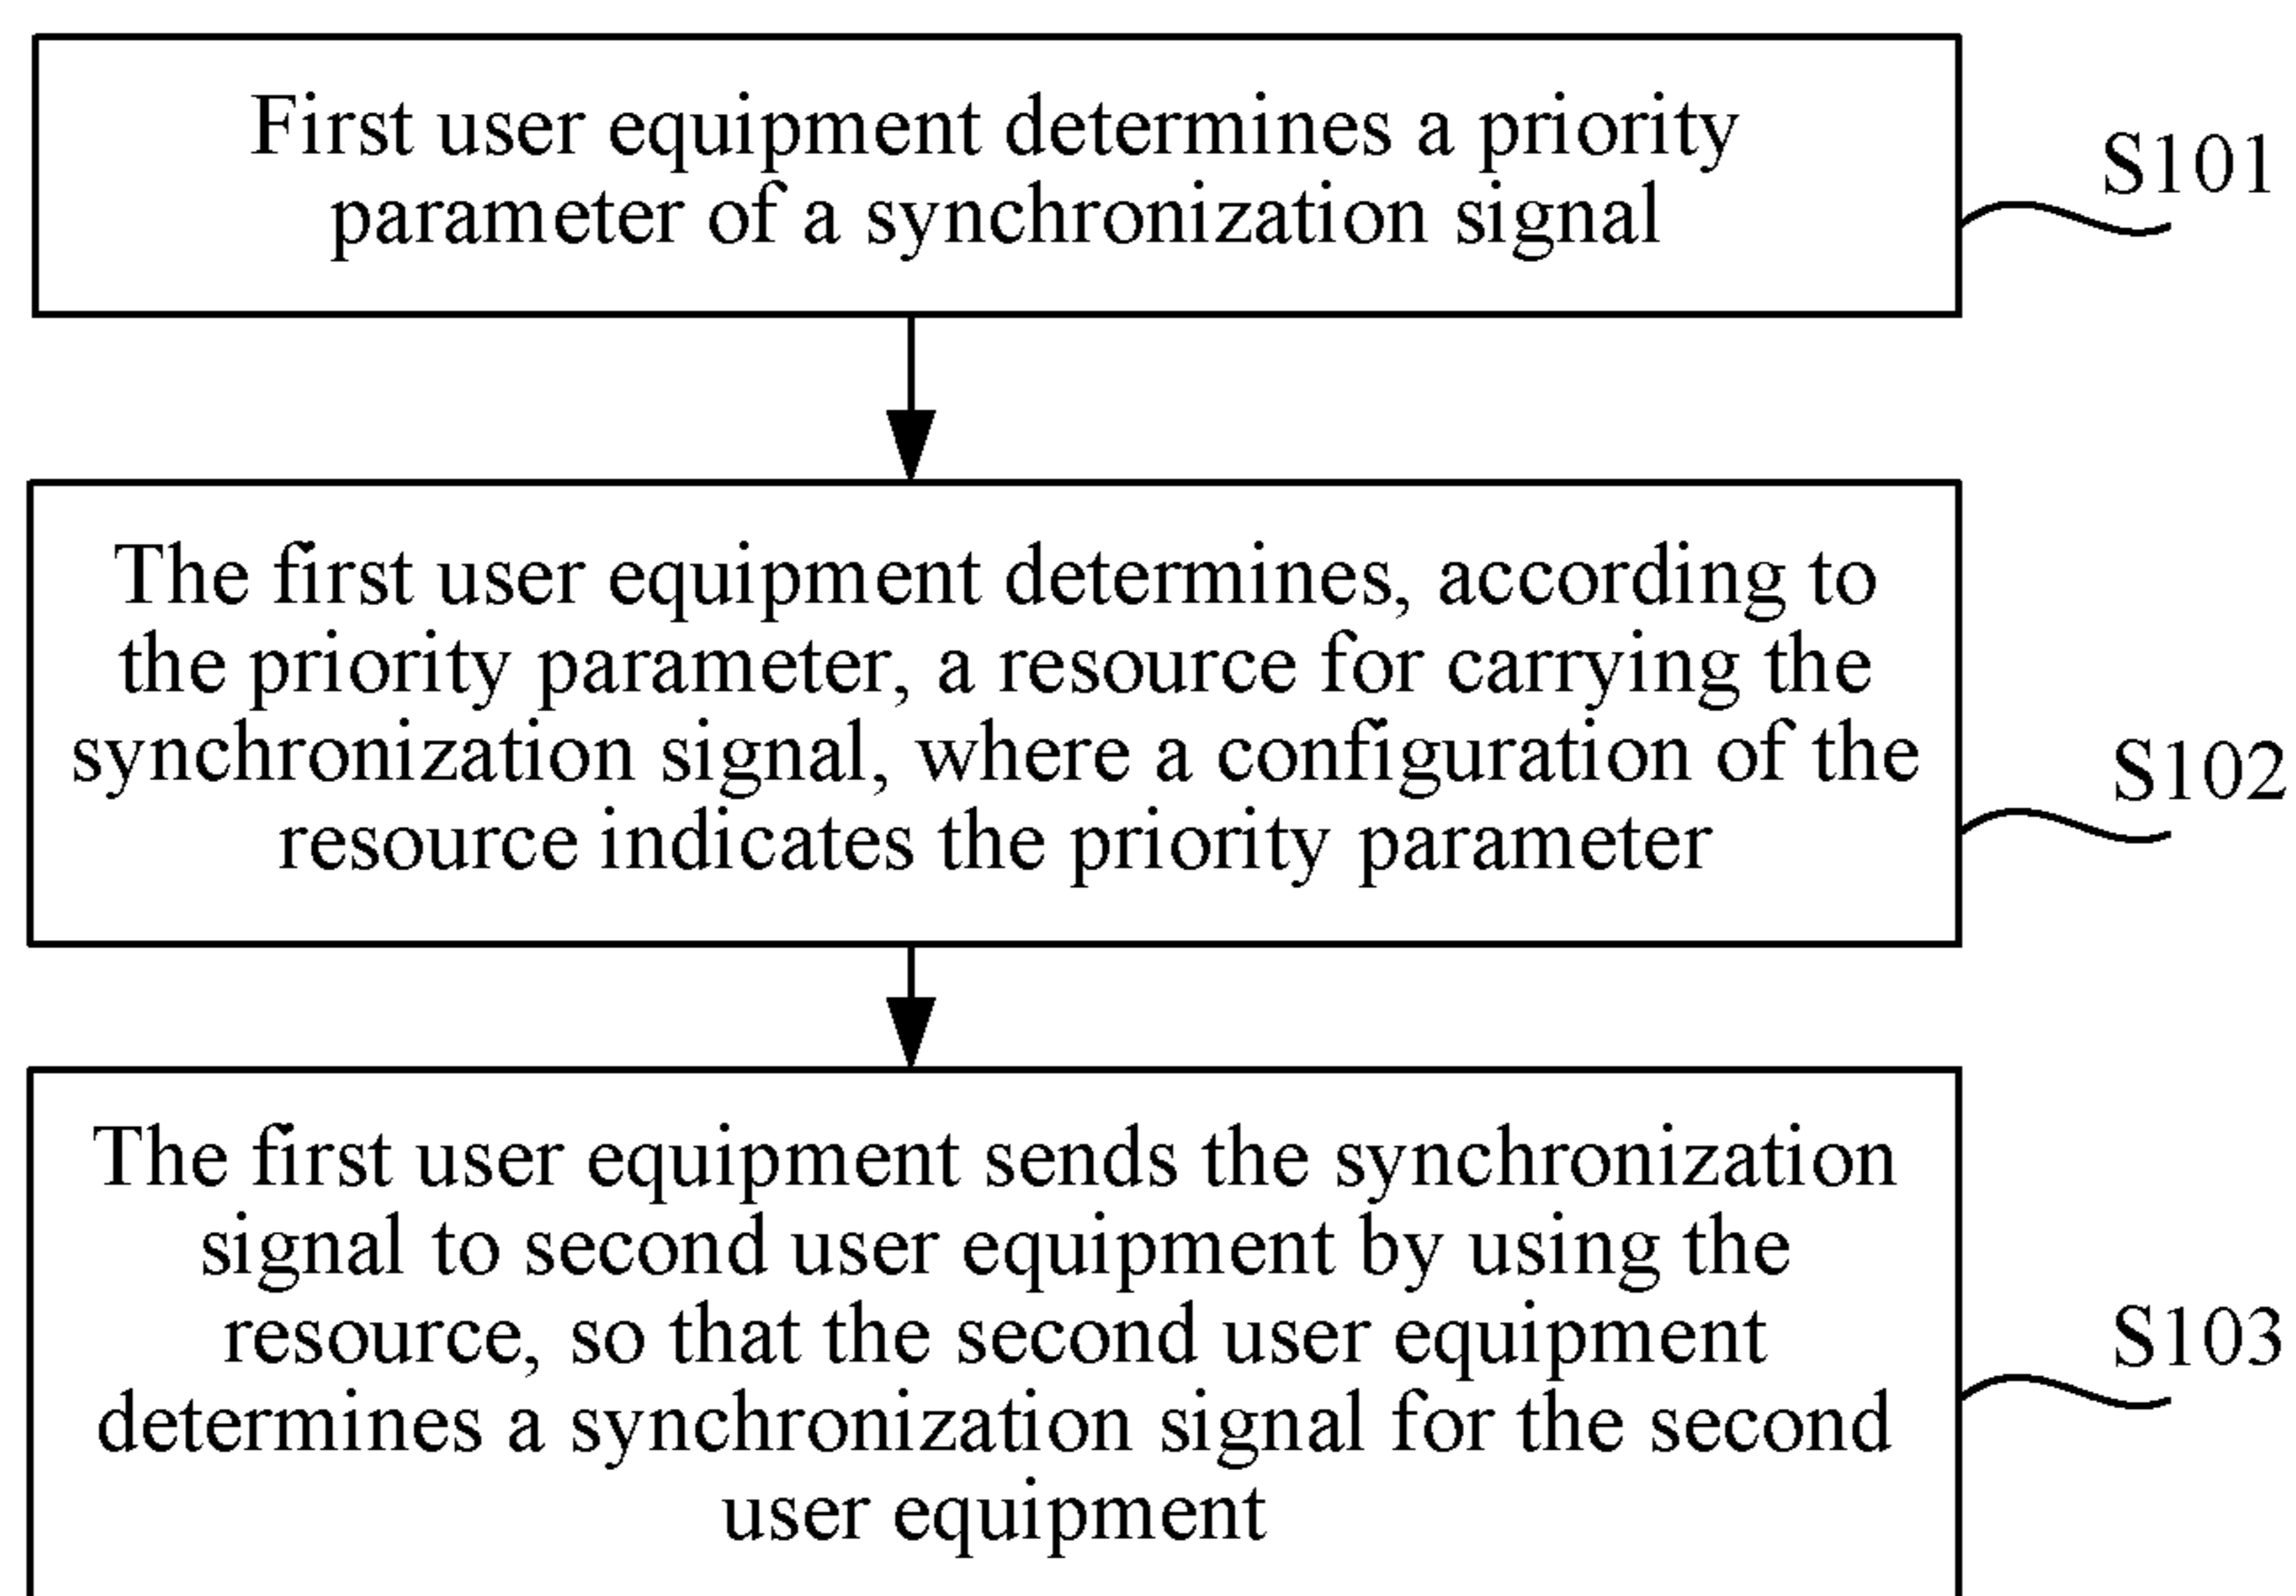 First user equipment determines a priority
parameter of a synchronization signal
S101
The first user equipment determines, according to
the priority parameter, a resource for carrying the
synchronization signal, where a configuration of the
resource indicates the priority parameter
S102
The first user equipment sends the synchronization
signal to second user equipment by using the
resource, so that the second user equipment
determines a synchronization signal for the second
user equipment
S103